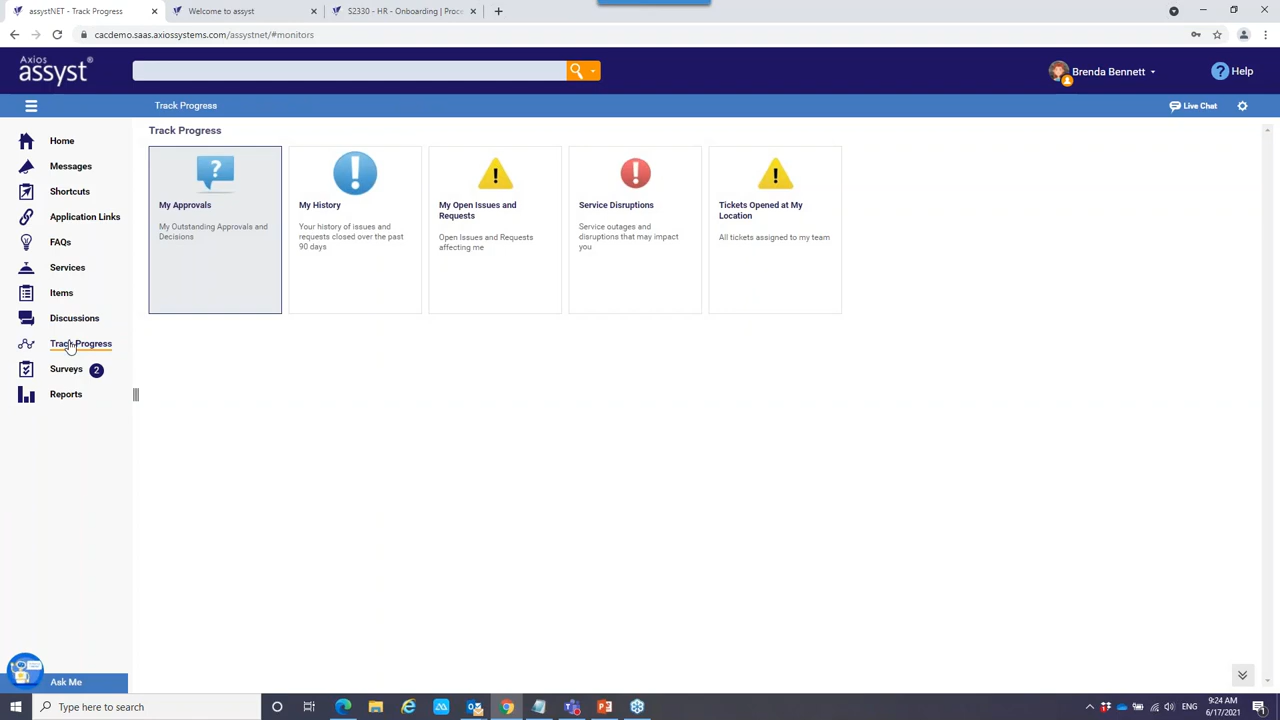 assystNET - Track Progress
Welcome to assyst
S2330 - HR - Onboarding | Proce
cacdemo.saas.axiossystems.com/assystnet/#monitors
Axios
assyst®
Brenda Bennett
Help
Track Progress
Live Chat
Home
Messages
Shortcuts
Application Links
FAQs
Services
Items
Discussions
Track Progress
Surveys 2
Reports
Track Progress
My Approvals
My Outstanding Approvals and
Decisions
My History
Your history of issues and
requests closed over the past
90 days
My Open Issues and
Requests
Open Issues and Requests
affecting me
Service Disruptions
Service outages and
disruptions that may impact
you
Tickets Opened at My
Location
All tickets assigned to my team
Ask Me
Type here to search
ENG
9:24 AM
6/17/2021